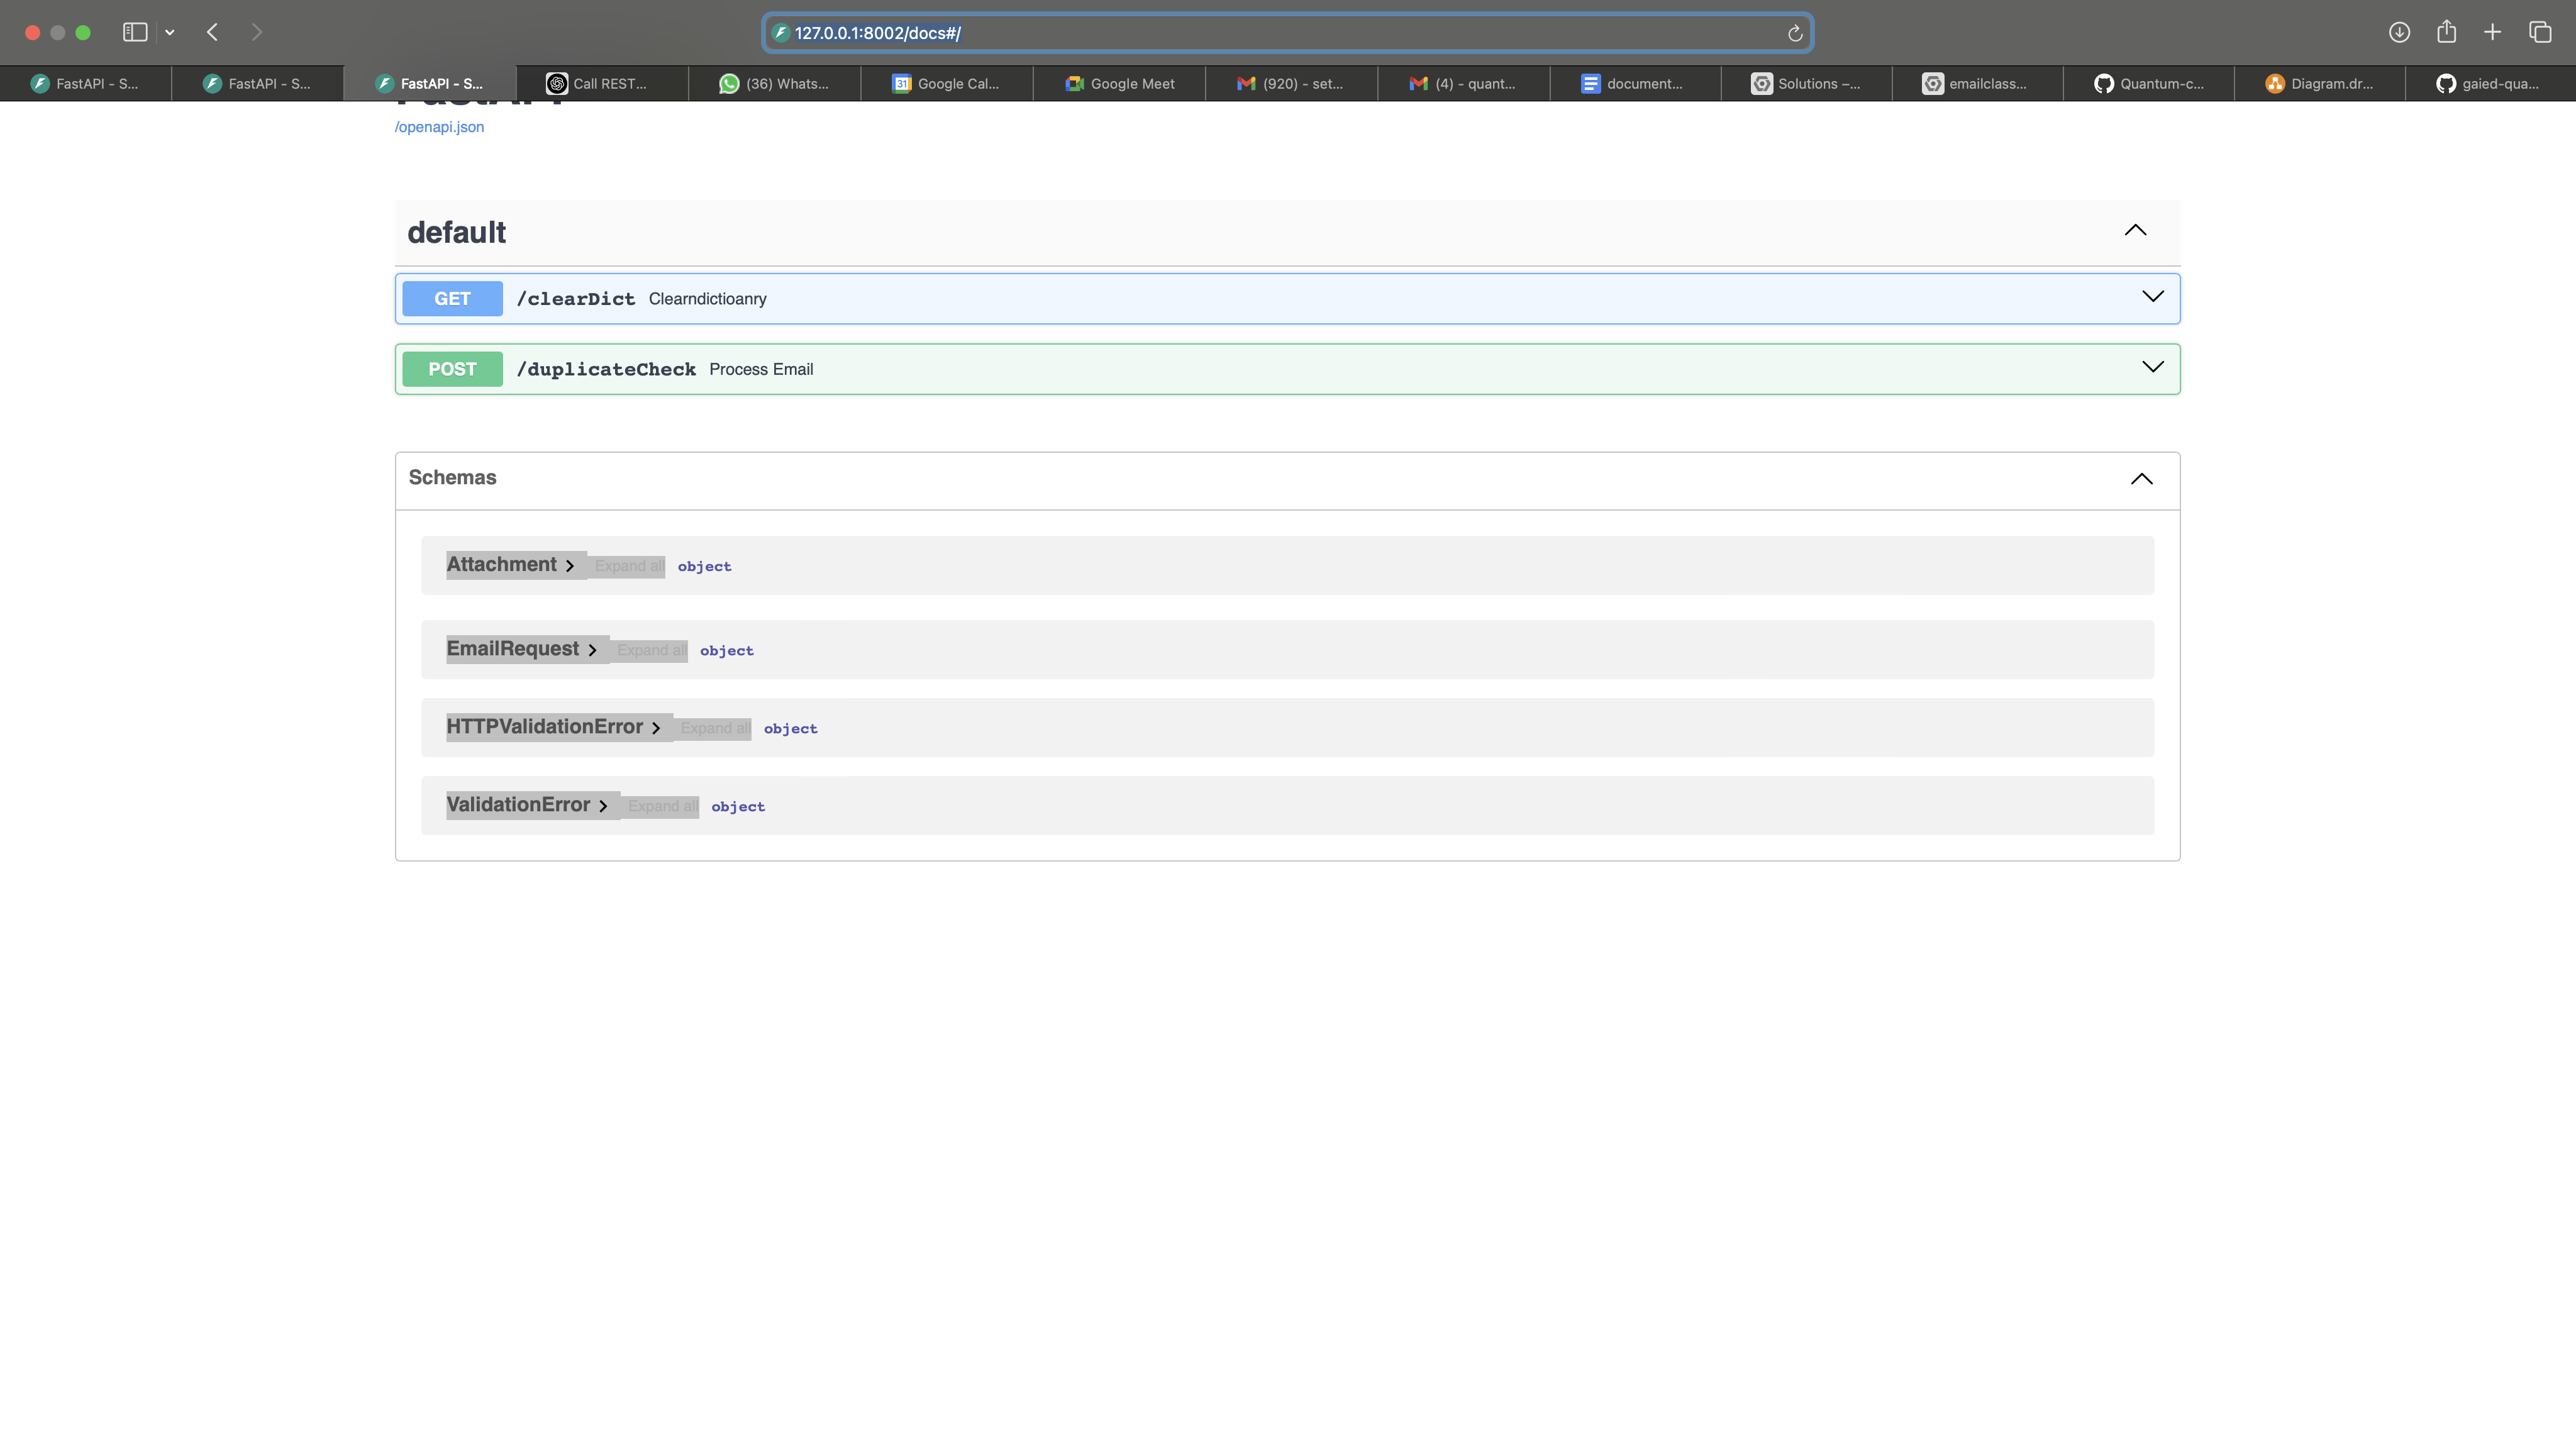 127.0.0.1:8002/docs#/
FastAPI - S...
FastAPI - S...
FastAPI - S...
Call REST...
(36) Whats...
31
Google Cal...
Google Meet
(920) - set...
(4) - quant...
document...
Solutions –...
emailclass...
Quantum-c...
Diagram.dr...
gaied-qua...
FastAPI
/openapi.json
default
GET /clearDict Clearndictioanry
POST /duplicateCheck Process Email
Schemas
Attachment Expand all object
EmailRequest Expand all object
HTTPValidationError Expand all object
ValidationError Expand all object